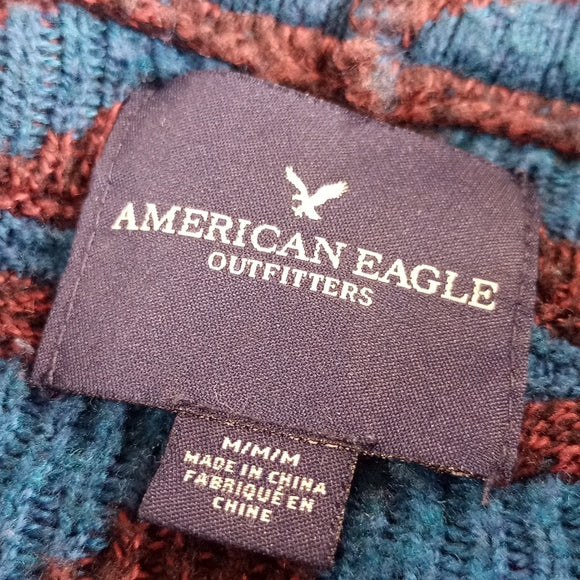 AMERICAN EAGLE
OUTFITTERS
M/M/M
MADE IN CHINA
FABRIQUÉ EN
CHINE